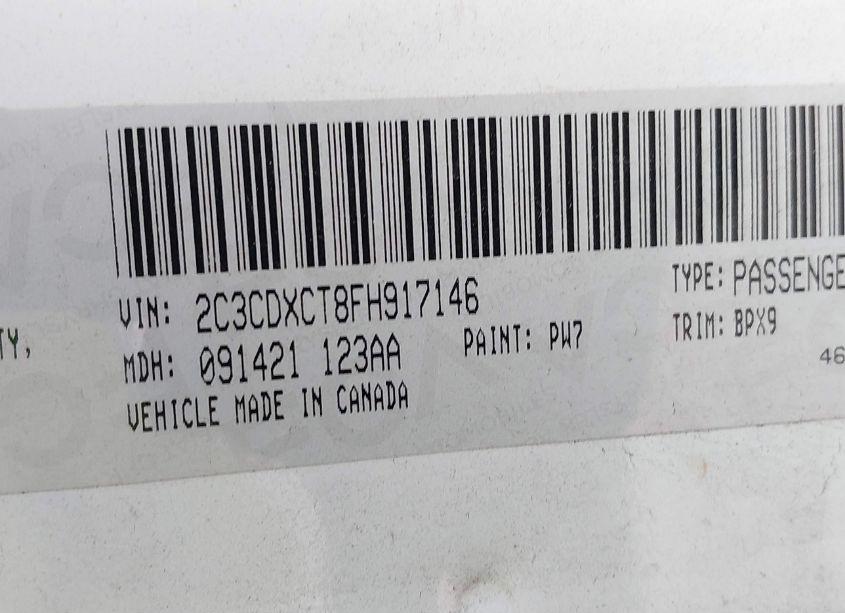 TY,
VIN: 2C3CDXCT8FH917146
TYPE: PASSENGE
MDH: 091421 123AA
PAINT: PW7
TRIM: BPX9
46
VEHICLE MADE IN CANADA